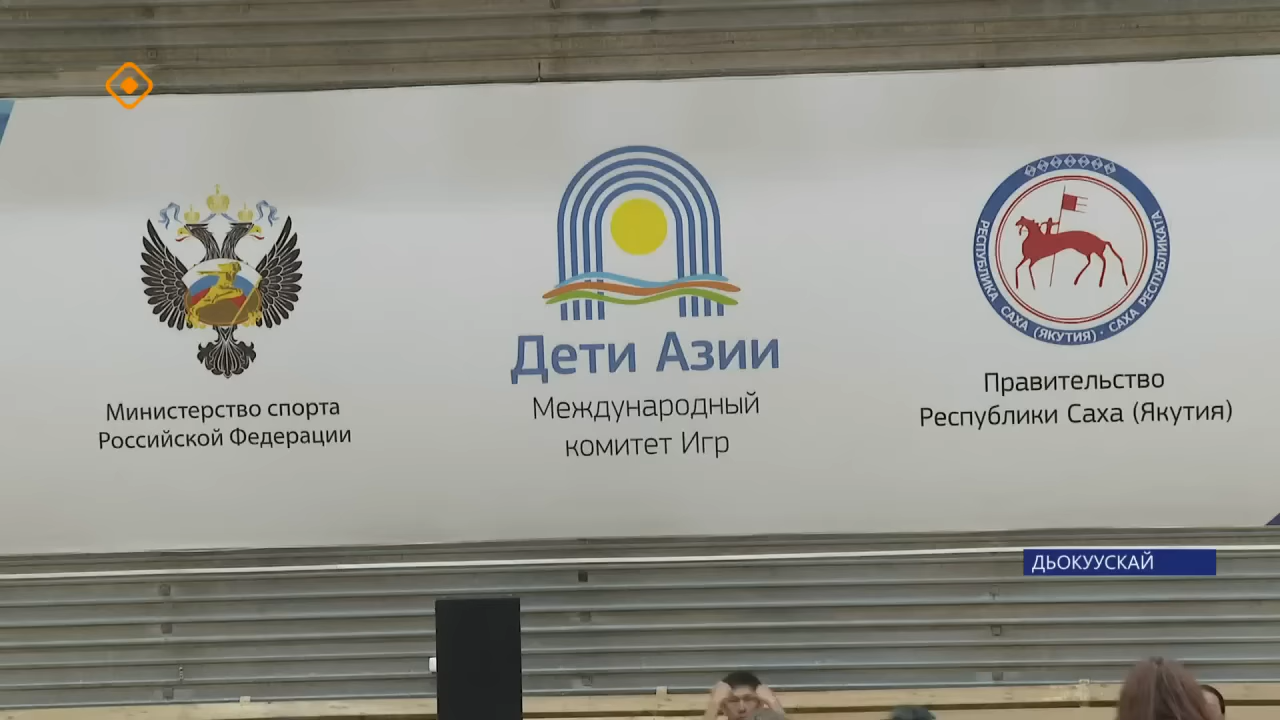 Министерство спорта
Российской Федерации
Дети Азии
Международный
комитет Игр
РЕСПУБЛИКА САХА (ЯКУТИЯ) · САХА РЕСПУБЛИКАТА
Правительство
Республики Саха (Якутия)
ДЬОКУУСКАЙ